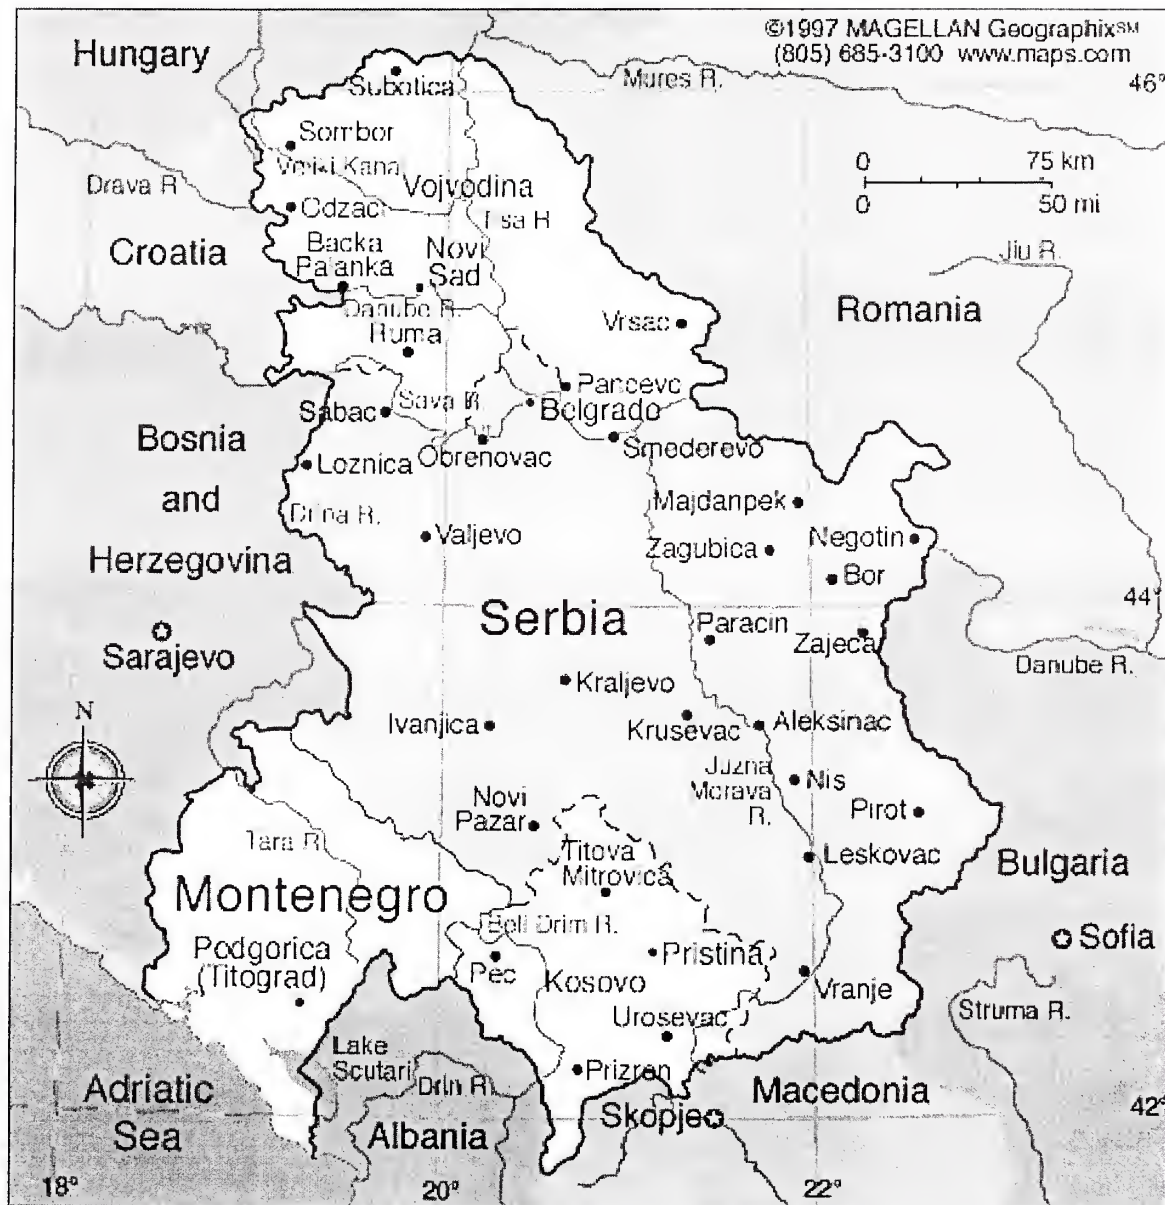 ©1997 MAGELLAN Geographix℠
(805) 685-3100 www.maps.com
Hungary
Subotica
Mures R.
46°
Sombor
0 75 km
0 50 mi
Drava R
Vojvodina
Odzaci
Croatia
Backa
Palanka
Novi
Sad
Jiu R.
Romania
Danube R.
Ruma
Vrsac
Pancevc
Sava R.
Belgrado
Sabac
Smederevo
Obrenovac
Bosnia
and
Herzegovina
Loznica
Drina R.
Majdanpek
Valjevo
Zagubica
Negotin
Bor
44°
Serbia
Paracin
Zajeca
Sarajevo
Danube R.
Kraljevo
N
Ivanjica
Krusevac
Aleksinac
Juzna
Morava
R.
Nis
Novi
Pazar
Pirot
Tara R
Titova
Mitrovica
Leskovac
Bulgaria
Montenegro
Beli Drim R.
Sofia
Podgorica
(Titograd)
Pec
Kosovo
Pristina
Vranje
Struma R.
Urosevac
Lake
Scutari
Drin R
Prizren
Macedonia
Adriatic
Sea
Skopje
42°
Albania
18°
20°
22°